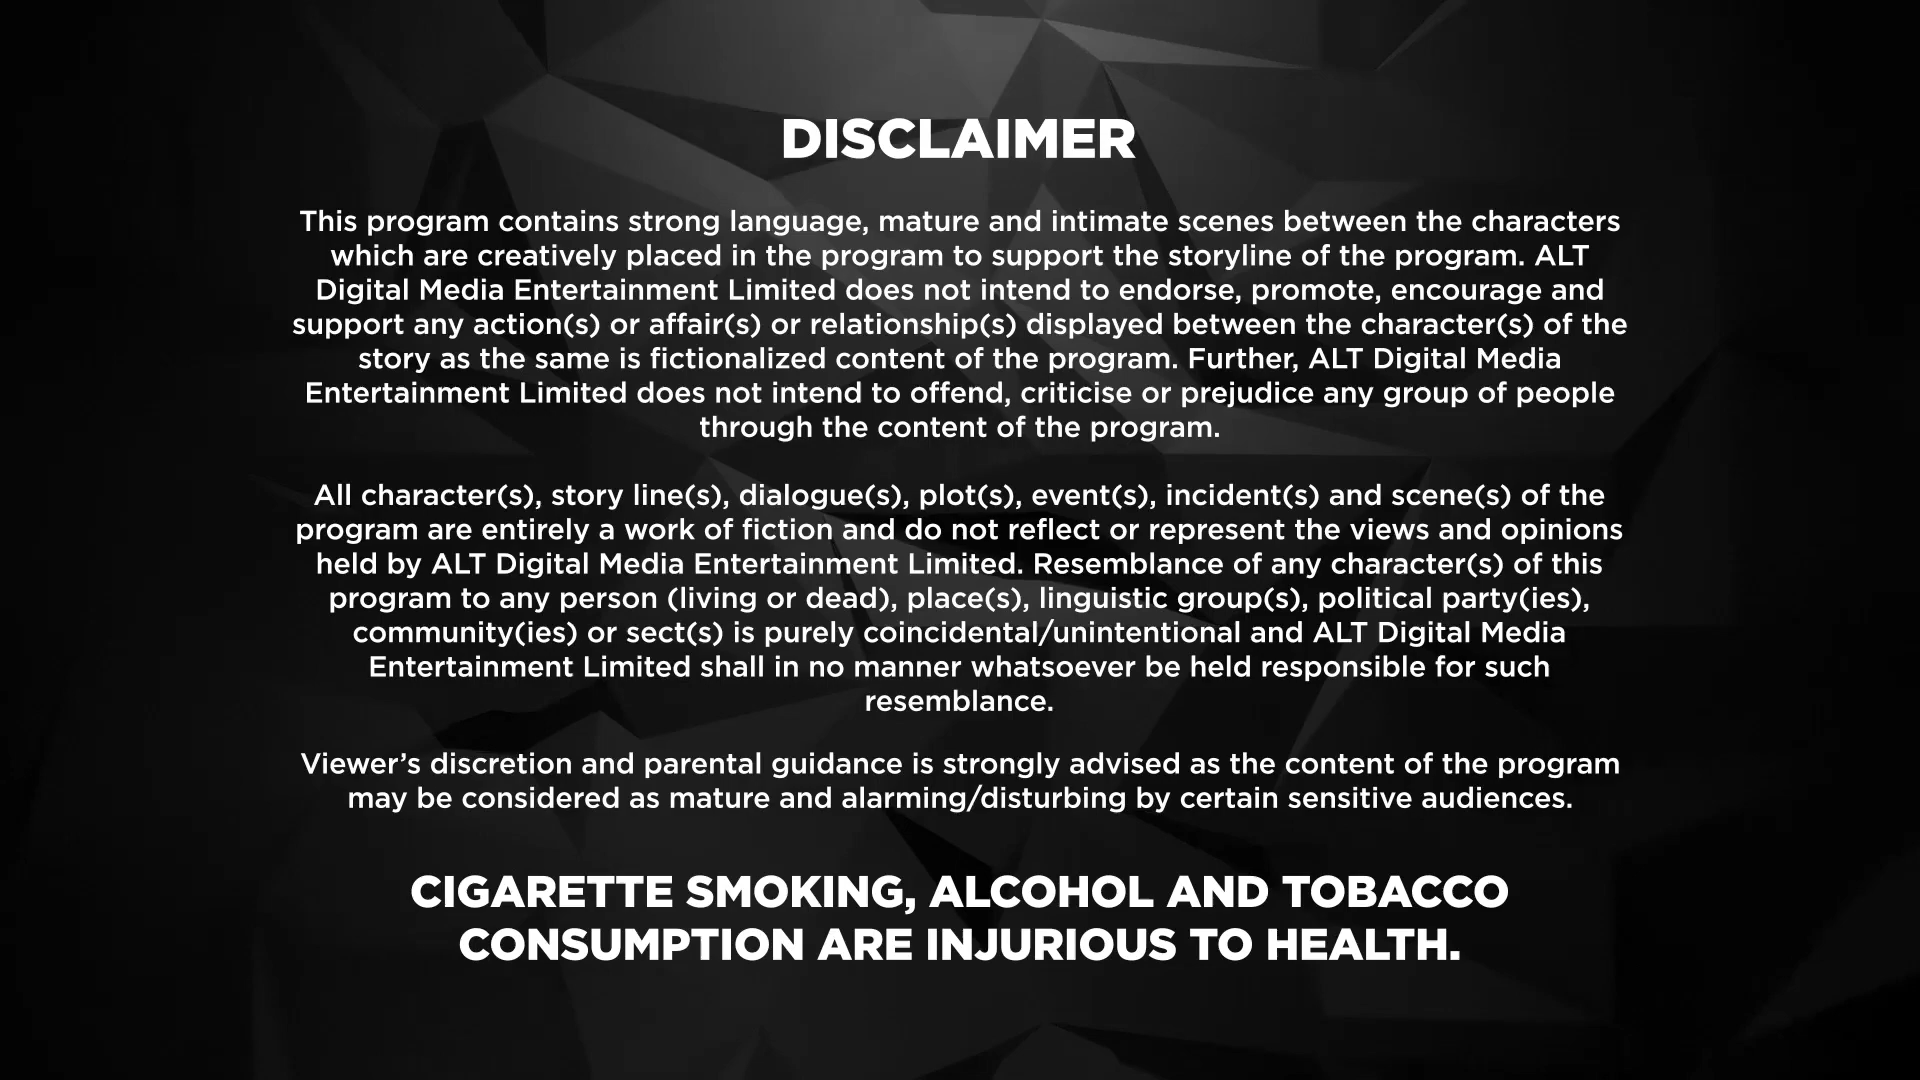 DISCLAIMER
This program contains strong language, mature and intimate scenes between the characters
which are creatively placed in the program to support the storyline of the program. ALT
Digital Media Entertainment Limited does not intend to endorse, promote, encourage and
support any action(s) or affair(s) or relationship(s) displayed between the character(s) of the
story as the same is fictionalized content of the program. Further, ALT Digital Media
Entertainment Limited does not intend to offend, criticise or prejudice any group of people
through the content of the program.
All character(s), story line(s), dialogue(s), plot(s), event(s), incident(s) and scene(s) of the
program are entirely a work of fiction and do not reflect or represent the views and opinions
held by ALT Digital Media Entertainment Limited. Resemblance of any character(s) of this
program to any person (living or dead), place(s), linguistic group(s), political party(ies),
community(ies) or sect(s) is purely coincidental/unintentional and ALT Digital Media
Entertainment Limited shall in no manner whatsoever be held responsible for such
resemblance.
Viewer’s discretion and parental guidance is strongly advised as the content of the program
may be considered as mature and alarming/disturbing by certain sensitive audiences.
CIGARETTE SMOKING, ALCOHOL AND TOBACCO
CONSUMPTION ARE INJURIOUS TO HEALTH.